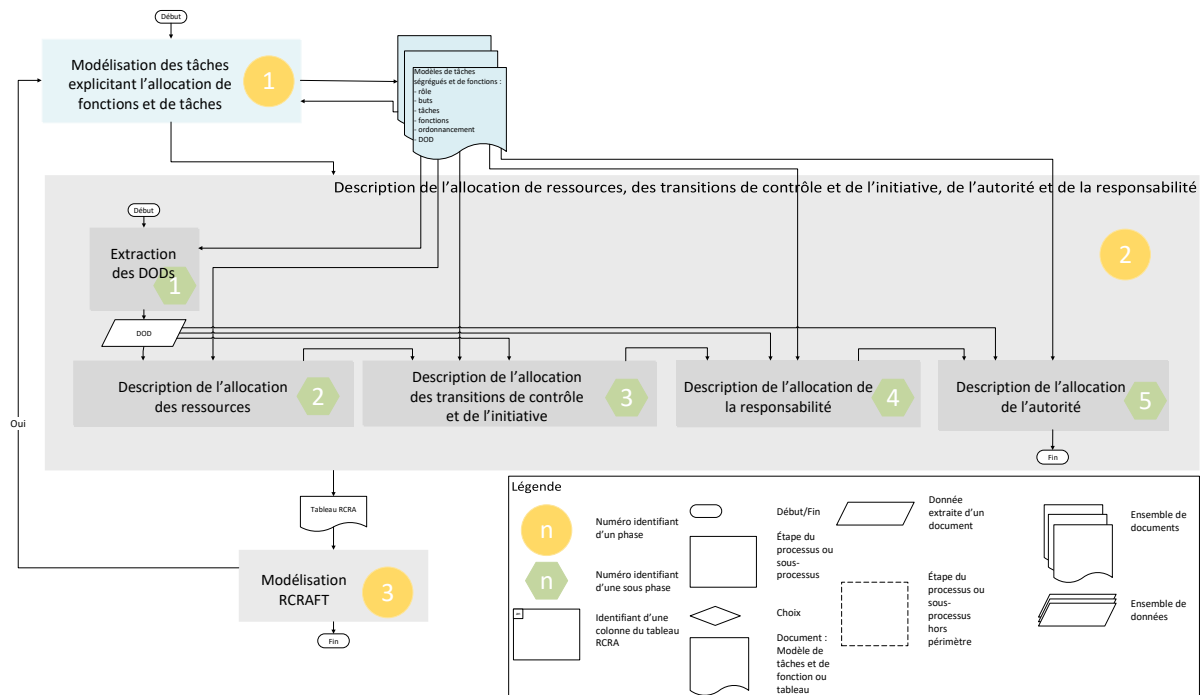 Début
Modélisation des tâches
explicitant l'allocation de
fonctions et de tâches
1
Modèles de tâches
ségrégués et de fonctions :
- rôle
- buts
- tâches
- fonctions
- ordonnancement
- DOD
Description de l'allocation de ressources, des transitions de contrôle et de l'initiative, de l'autorité et de la responsabilité
2
Début
Extraction
des DODs
1
DOD
Description de l'allocation
des ressources
2
Description de l'allocation
des transitions de contrôle
et de l'initiative
3
Description de l'allocation de
la responsabilité
4
Description de l'allocation
de l'autorité
5
Fin
Oui
Tableau RCRA
Modélisation
RCRAFT
3
Fin
Légende
n
Numéro identifiant
d'un phase
n
Numéro identifiant
d'une sous phase
Identifiant d'une
colonne du tableau
RCRA
Début/Fin
Étape du
processus ou
sous-
processus
Choix
Document :
Modèle de
tâches et de
fonction ou
tableau
Donnée
extraite d'un
document
Étape du
processus ou
sous-
processus
hors
périmètre
Ensemble de
documents
Ensemble de
données